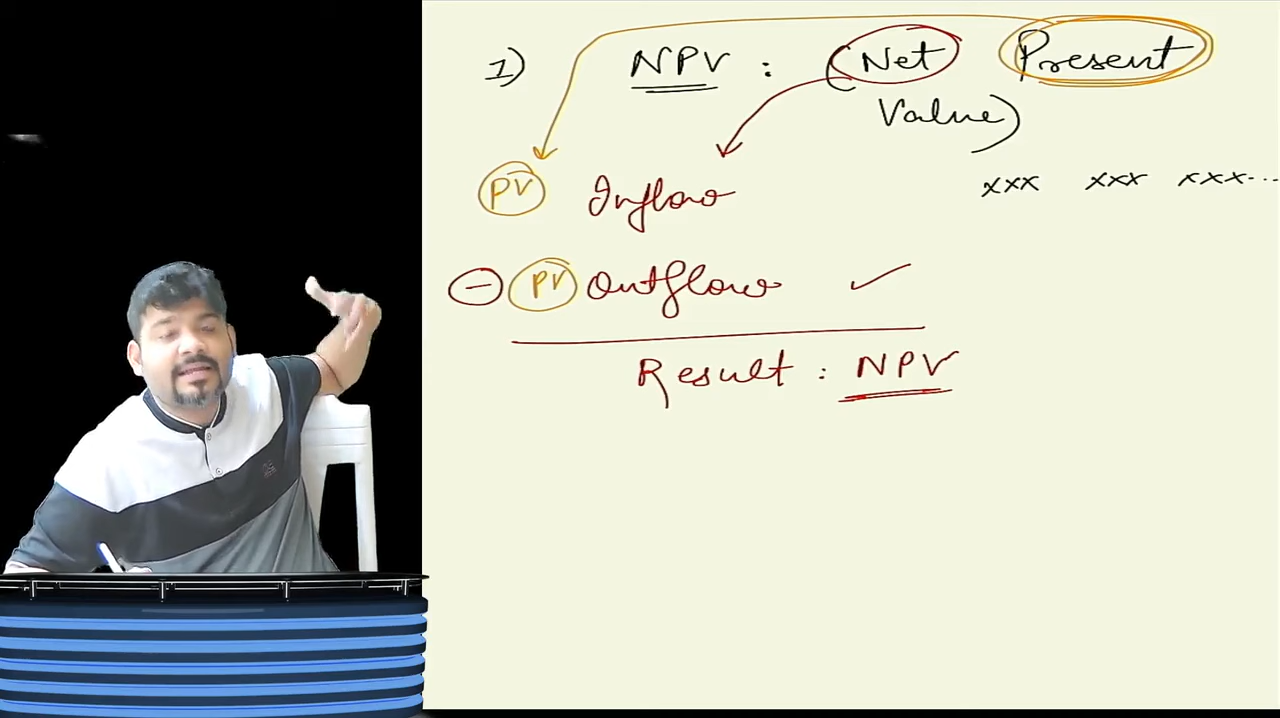 1) NPV : (Net Present
Value)
PV Inflow xxx xxx xxx...
- PV Outflow ✓
Result : NPV